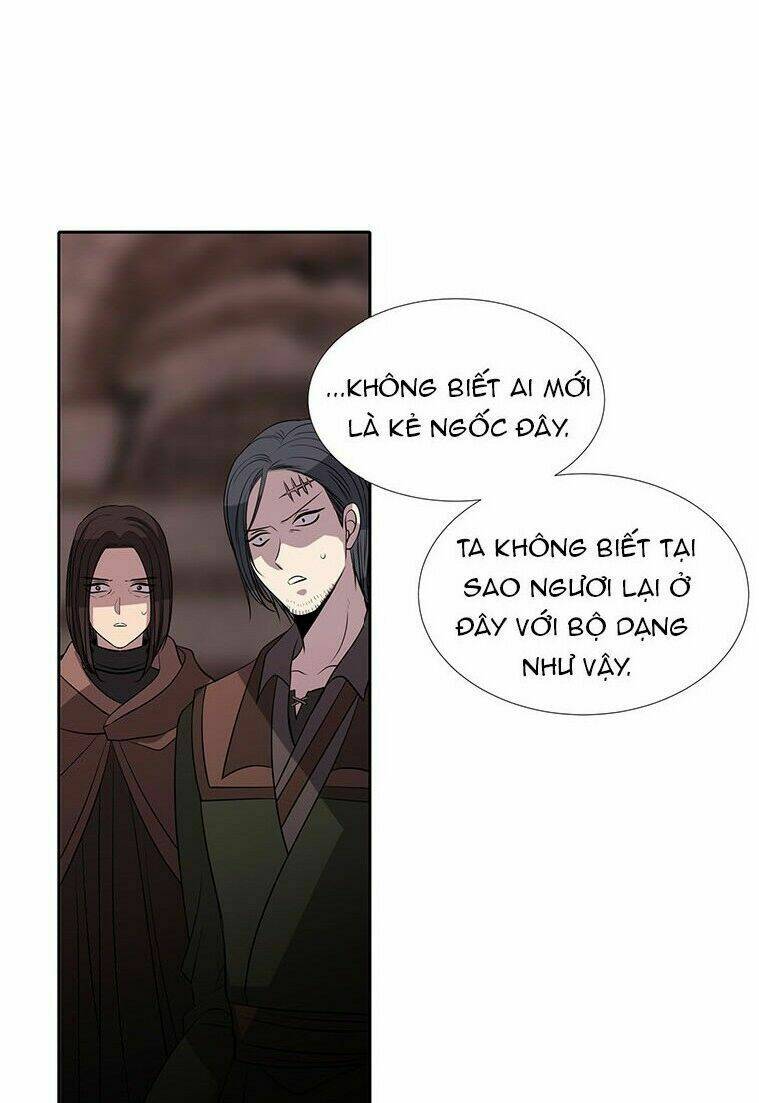 ...KHÔNG BIẾT AI MỚI
LÀ KẺ NGỐC ĐÂY.
TA KHÔNG BIẾT TẠI
SAO NGƯƠI LẠI Ở
ĐÂY VỚI BỘ DẠNG
NHƯ VẬY.